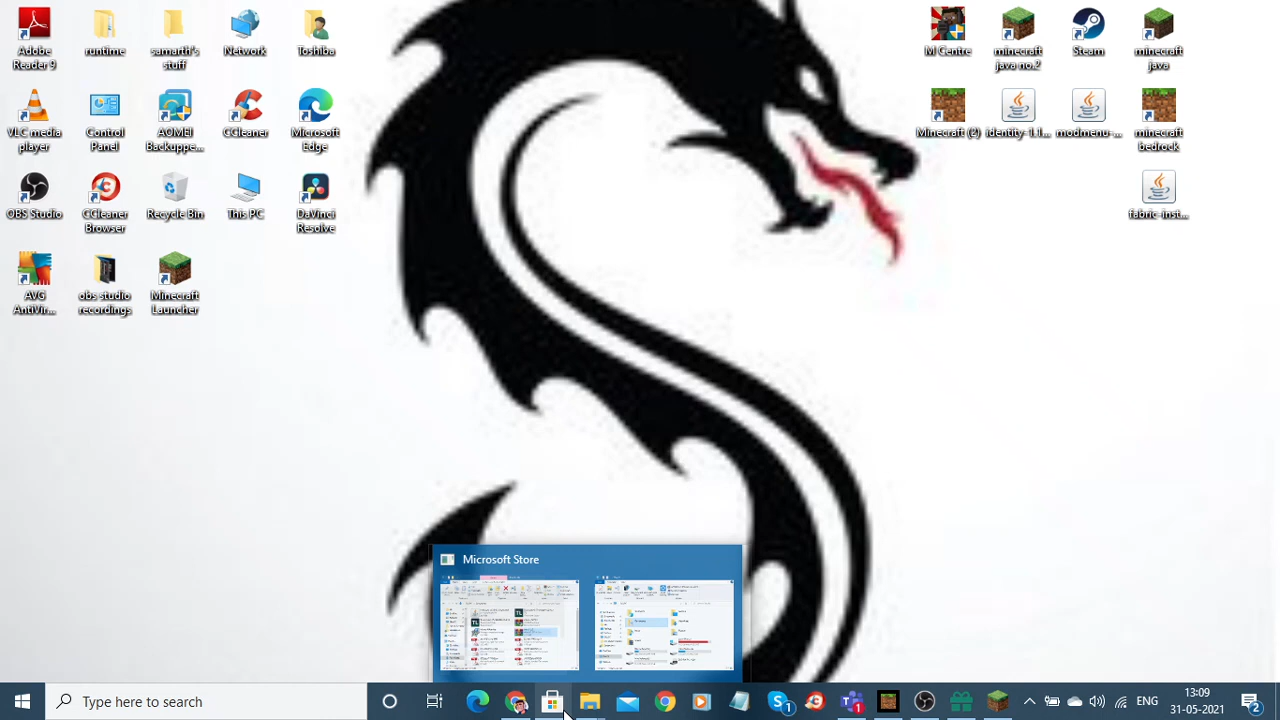 Adobe
Reader 9
runtime
samarth's
stuff
Network
Toshiba
M Centre
minecraft
java no.2
Steam
minecraft
java
VLC media
player
Control
Panel
AOMEI
Backuppe...
CCleaner
Microsoft
Edge
Minecraft (2)
identity-1.1...
modmenu-...
minecraft
bedrock
OBS Studio
CCleaner
Browser
Recycle Bin
This PC
DaVinci
Resolve
fabric-inst...
AVG
AntiVir...
obs studio
recordings
Minecraft
Launcher
Microsoft Store
Type here to search
1
1
ENG
13:09
31-05-2021
2